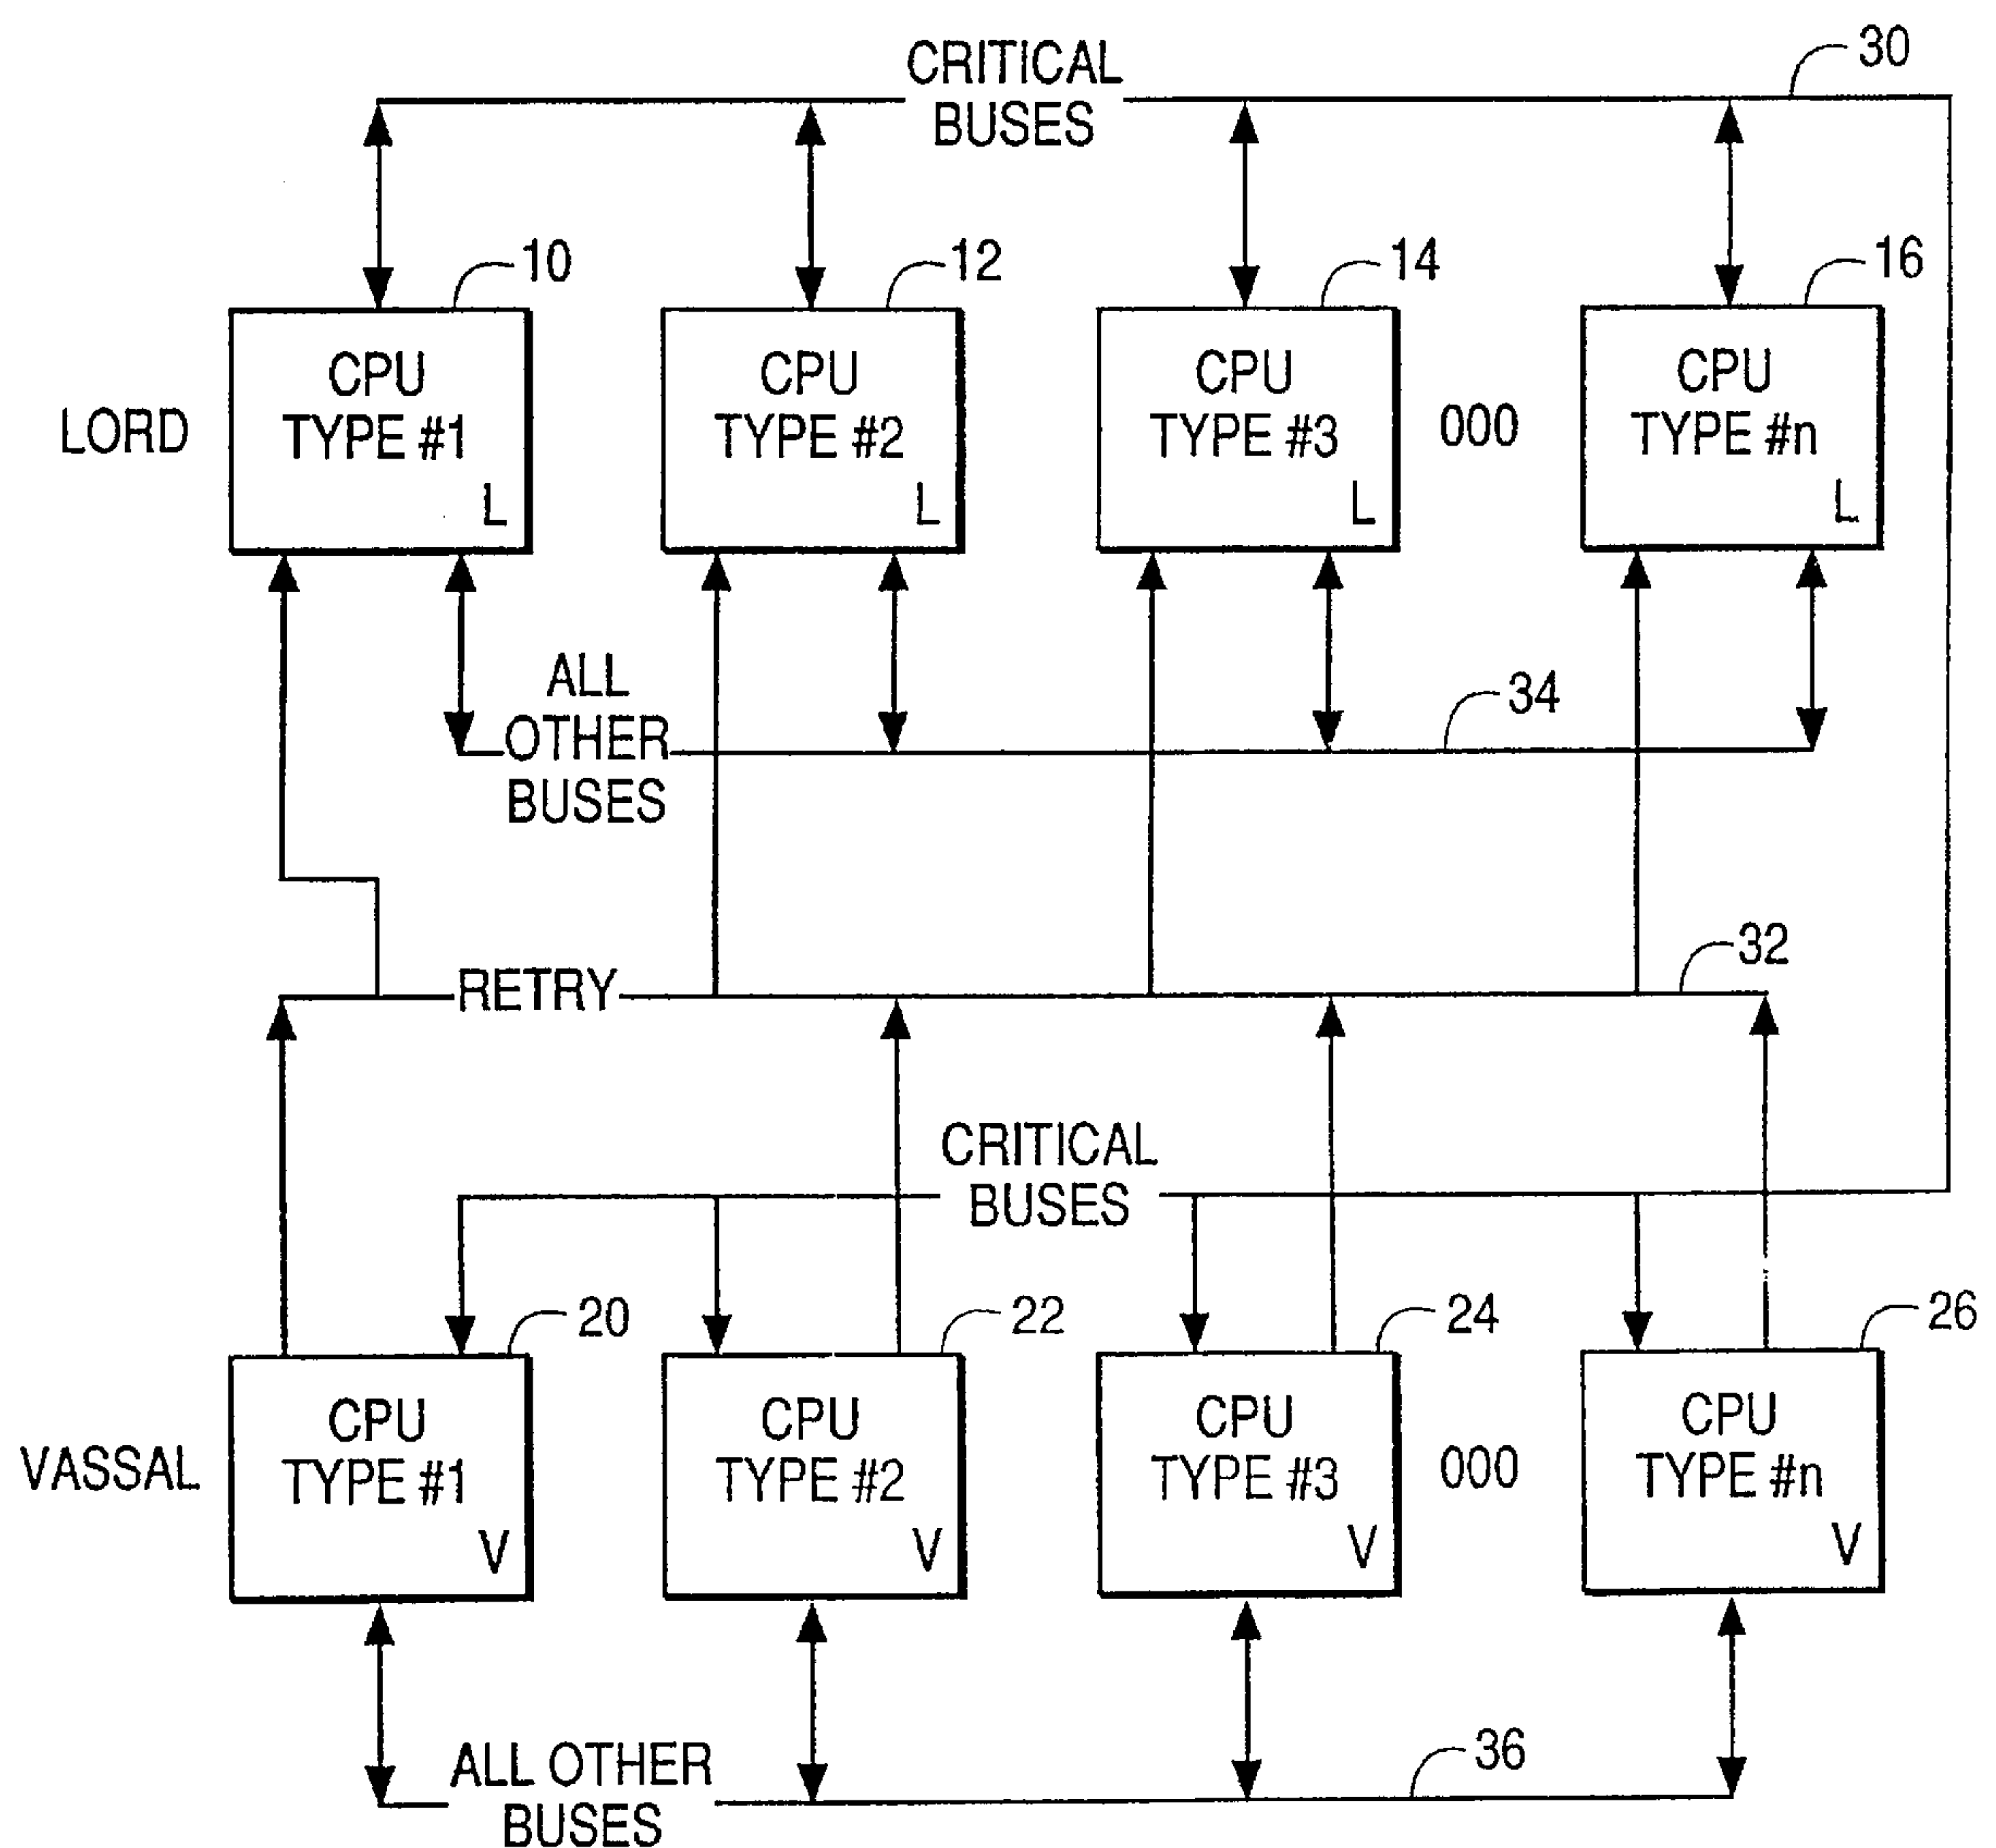 CRITICAL
BUSES
30
10
12
14
16
LORD
CPU
TYPE #1
L
CPU
TYPE #2
L
CPU
TYPE #3
L
000
CPU
TYPE #n
L
ALL
OTHER
BUSES
34
RETRY
32
CRITICAL
BUSES
20
22
24
26
VASSAL
CPU
TYPE #1
V
CPU
TYPE #2
V
CPU
TYPE #3
V
000
CPU
TYPE #n
V
ALL OTHER
BUSES
36